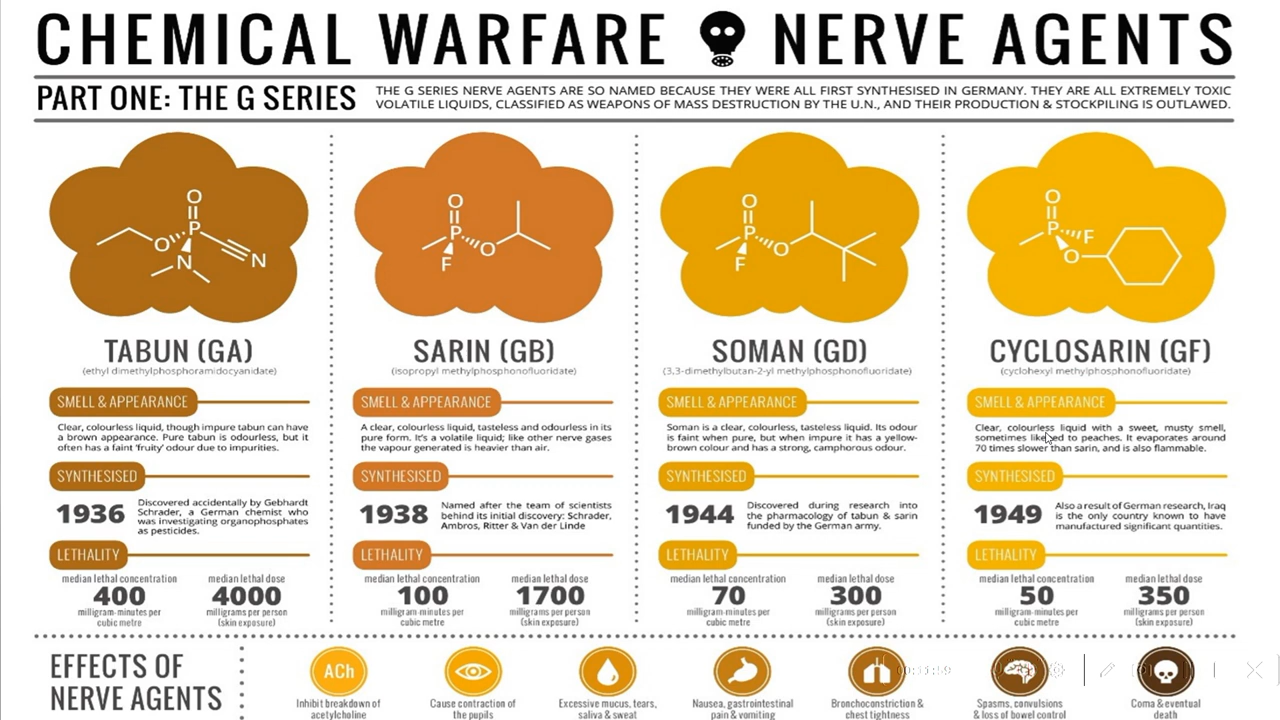 CHEMICAL WARFARE NERVE AGENTS
PART ONE: THE G SERIES
THE G SERIES NERVE AGENTS ARE SO NAMED BECAUSE THEY WERE ALL FIRST SYNTHESISED IN GERMANY. THEY ARE ALL EXTREMELY TOXIC
VOLATILE LIQUIDS, CLASSIFIED AS WEAPONS OF MASS DESTRUCTION BY THE U.N., AND THEIR PRODUCTION & STOCKPILING IS OUTLAWED.
O
P
O
N
N
TABUN (GA)
(ethyl dimethylphosphoramidocyanidate)
SMELL & APPEARANCE
Clear, colourless liquid, though impure tabun can have
a brown appearance. Pure tabun is odourless, but it
often has a faint 'fruity' odour due to impurities.
SYNTHESISED
1936
Discovered accidentally by Gebhardt
Schrader, a German chemist who
was investigating organophosphates
as pesticides.
LETHALITY
median lethal concentration
400
milligram-minutes per
cubic metre
median lethal dose
4000
milligrams per person
(skin exposure)
O
P
O
F
SARIN (GB)
(isopropyl methylphosphonofluoridate)
SMELL & APPEARANCE
A clear, colourless liquid, tasteless and odourless in its
pure form. It's a volatile liquid; like other nerve gases
the vapour generated is heavier than air.
SYNTHESISED
1938
Named after the team of scientists
behind its initial discovery: Schrader,
Ambros, Ritter & Van der Linde
LETHALITY
median lethal concentration
100
milligram-minutes per
cubic metre
median lethal dose
1700
milligrams per person
(skin exposure)
O
P
O
F
SOMAN (GD)
(3,3-dimethylbutan-2-yl methylphosphonofluoridate)
SMELL & APPEARANCE
Soman is a clear, colourless, tasteless liquid. Its odour
is faint when pure, but when impure it has a yellow-
brown colour and has a strong, camphorous odour.
SYNTHESISED
1944
Discovered during research into
the pharmacology of tabun & sarin
funded by the German army.
LETHALITY
median lethal concentration
70
milligram-minutes per
cubic metre
median lethal dose
300
milligrams per person
(skin exposure)
O
P
F
O
CYCLOSARIN (GF)
(cyclohexyl methylphosphonofluoridate)
SMELL & APPEARANCE
Clear, colourless liquid with a sweet, musty smell,
sometimes likened to peaches. It evaporates around
70 times slower than sarin, and is also flammable.
SYNTHESISED
1949
Also a result of German research, Iraq
is the only country known to have
manufactured significant quantities.
LETHALITY
median lethal concentration
50
milligram-minutes per
cubic metre
median lethal dose
350
milligrams per person
(skin exposure)
EFFECTS OF
NERVE AGENTS
ACh
Inhibit breakdown of
acetylcholine
Cause contraction of
the pupils
Excessive mucus, tears,
saliva & sweat
Nausea, gastrointestinal
pain & vomiting
Bronchoconstriction &
chest tightness
Spasms, convulsions
& loss of bowel control
Coma & eventual
death